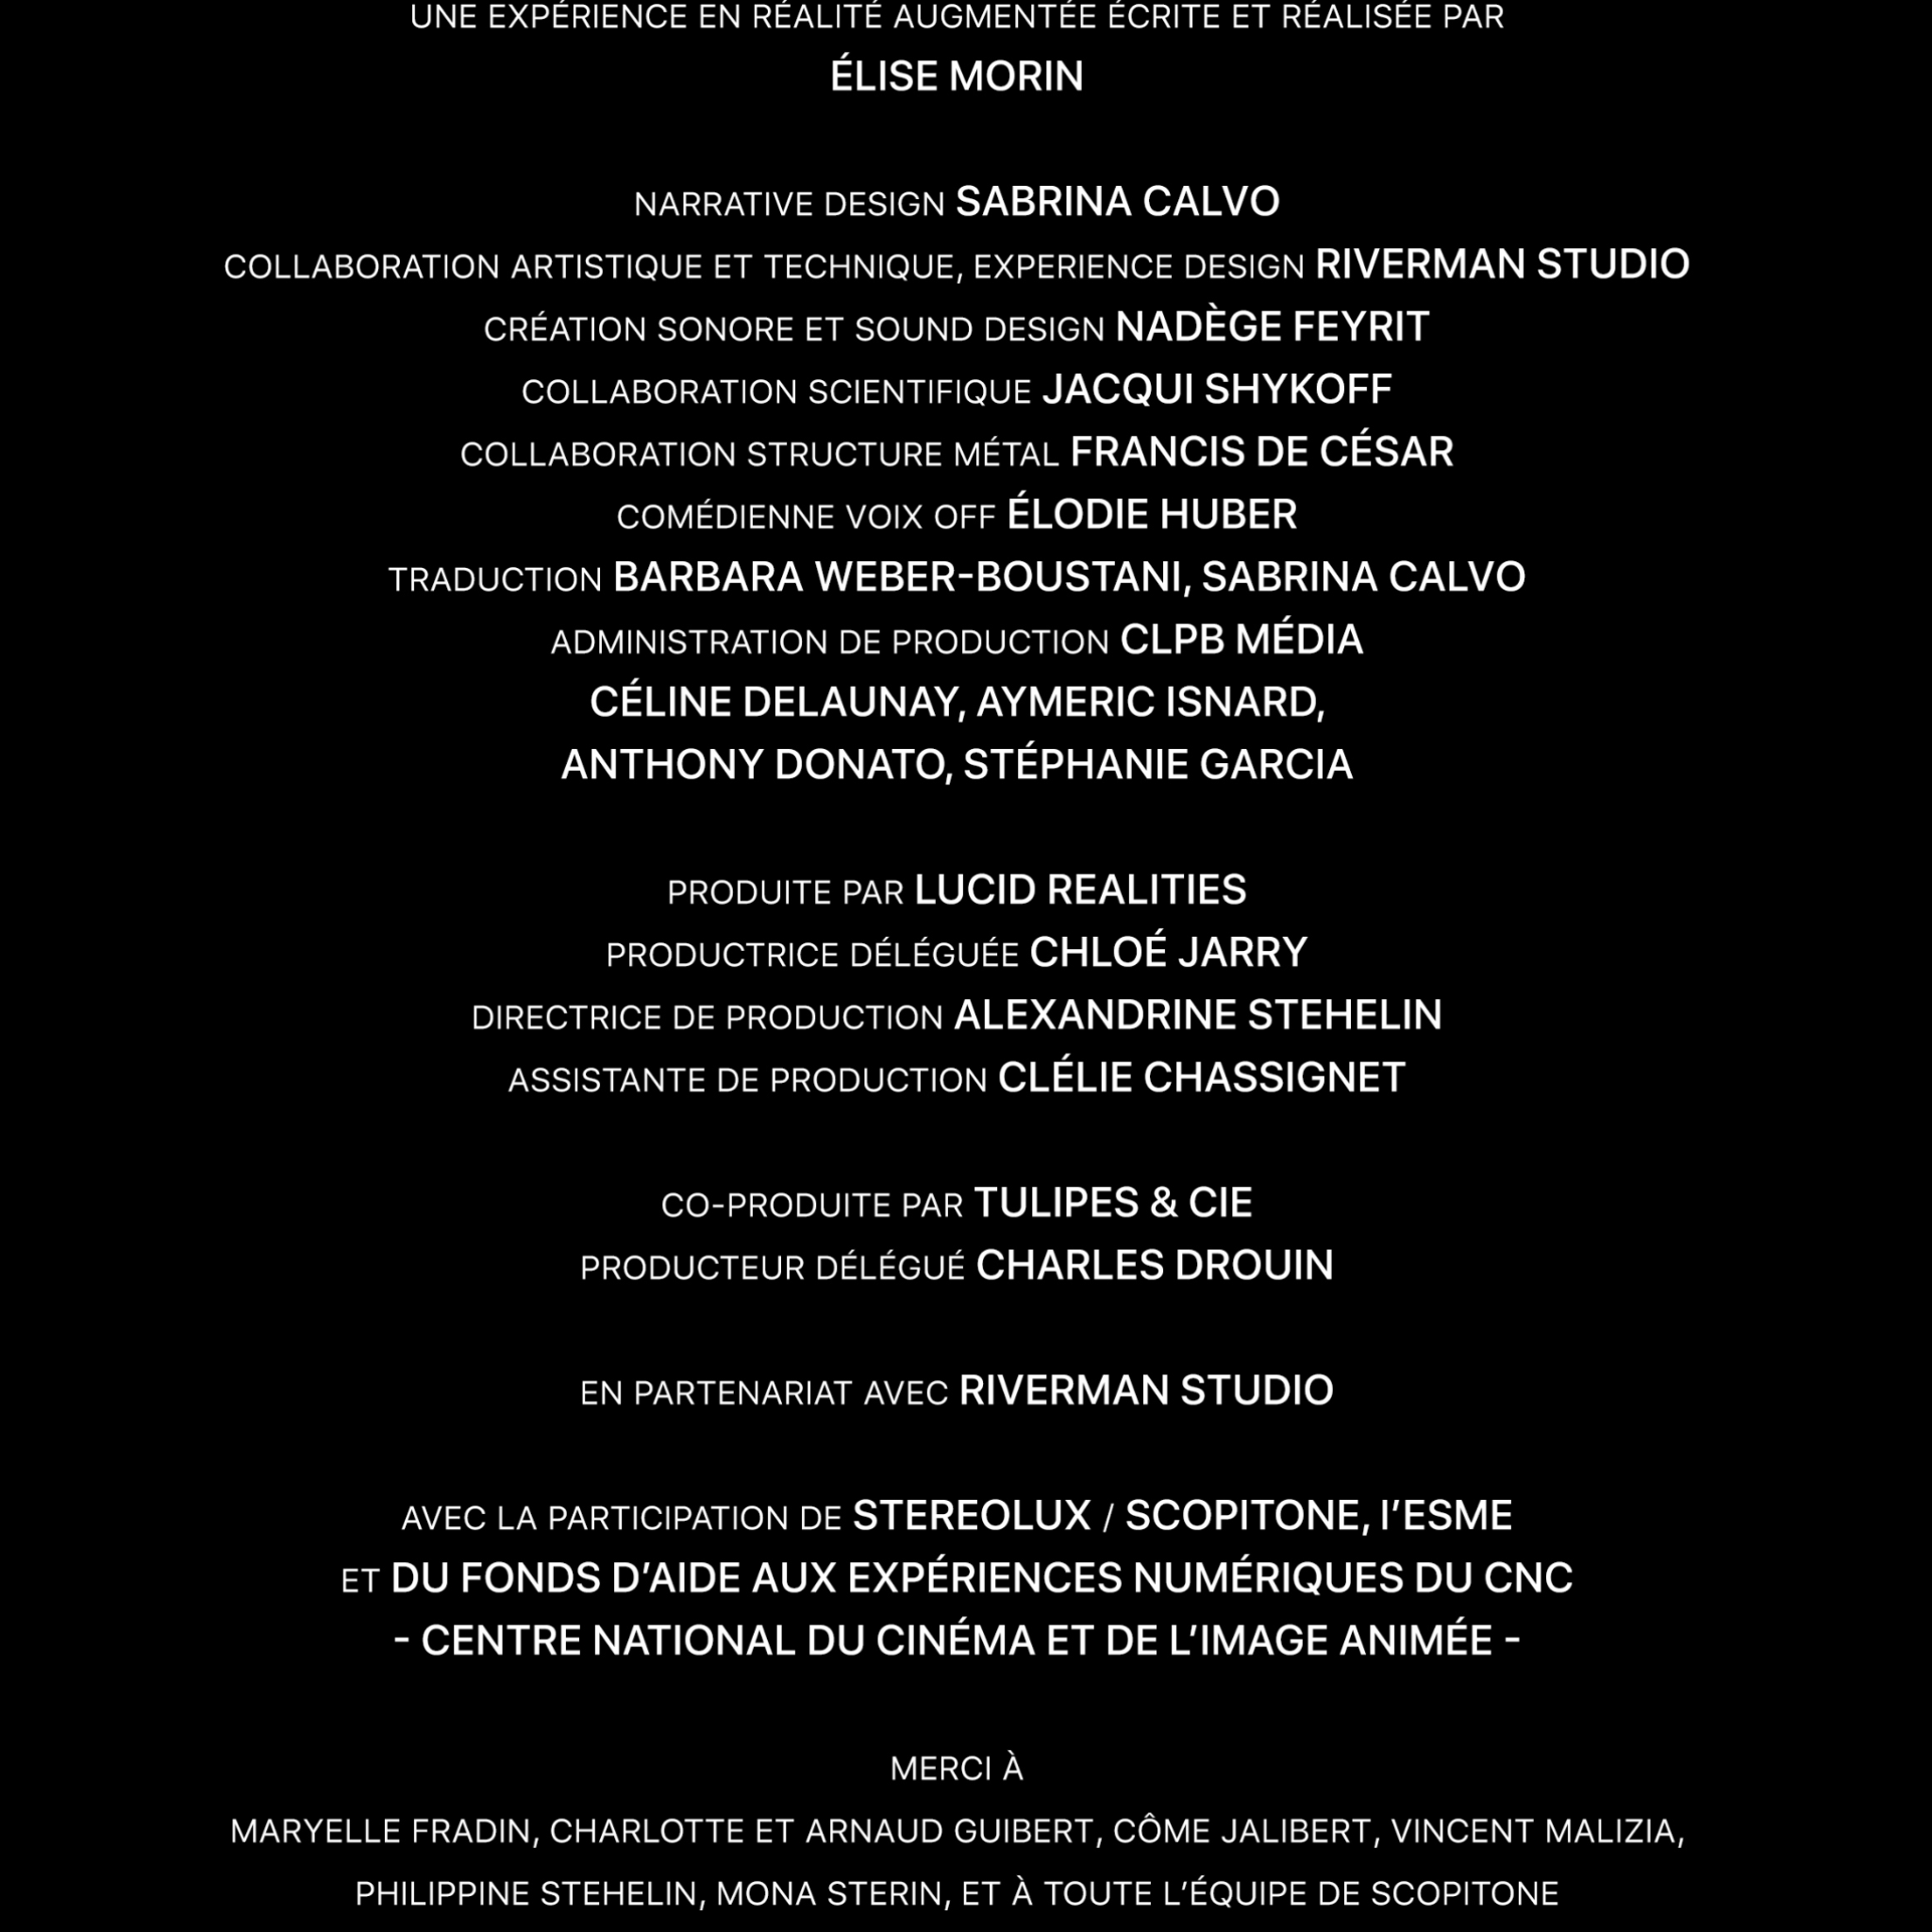 UNE EXPÉRIENCE EN RÉALITÉ AUGMENTÉE ÉCRITE ET RÉALISÉE PAR
ÉLISE MORIN
NARRATIVE DESIGN SABRINA CALVO
COLLABORATION ARTISTIQUE ET TECHNIQUE, EXPERIENCE DESIGN RIVERMAN STUDIO
CRÉATION SONORE ET SOUND DESIGN NADÈGE FEYRIT
COLLABORATION SCIENTIFIQUE JACQUI SHYKOFF
COLLABORATION STRUCTURE MÉTAL FRANCIS DE CÉSAR
COMÉDIENNE VOIX OFF ÉLODIE HUBER
TRADUCTION BARBARA WEBER-BOUSTANI, SABRINA CALVO
ADMINISTRATION DE PRODUCTION CLPB MÉDIA
CÉLINE DELAUNAY, AYMERIC ISNARD,
ANTHONY DONATO, STÉPHANIE GARCIA
PRODUITE PAR LUCID REALITIES
PRODUCTRICE DÉLÉGUÉE CHLOÉ JARRY
DIRECTRICE DE PRODUCTION ALEXANDRINE STEHELIN
ASSISTANTE DE PRODUCTION CLÉLIE CHASSIGNET
CO-PRODUITE PAR TULIPES & CIE
PRODUCTEUR DÉLÉGUÉ CHARLES DROUIN
EN PARTENARIAT AVEC RIVERMAN STUDIO
AVEC LA PARTICIPATION DE STEREOLUX / SCOPITONE, l’ESME
ET DU FONDS D’AIDE AUX EXPÉRIENCES NUMÉRIQUES DU CNC
- CENTRE NATIONAL DU CINÉMA ET DE L’IMAGE ANIMÉE -
MERCI À
MARYELLE FRADIN, CHARLOTTE ET ARNAUD GUIBERT, CÔME JALIBERT, VINCENT MALIZIA,
PHILIPPINE STEHELIN, MONA STERIN, ET À TOUTE L’ÉQUIPE DE SCOPITONE